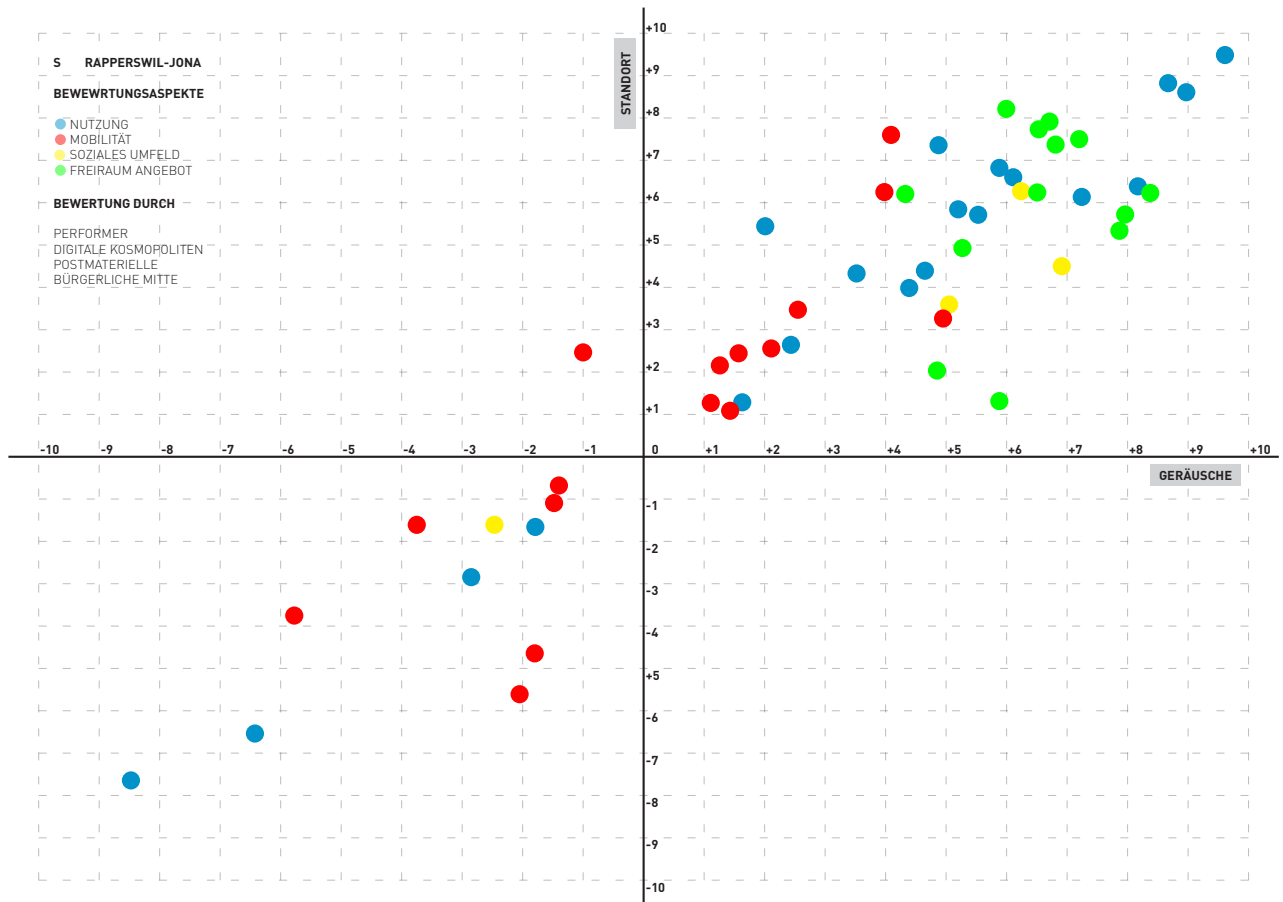 S RAPPERSWIL-JONA
BEWEWRTUNGSASPEKTE
NUTZUNG
MOBILITÄT
SOZIALES UMFELD
FREIRAUM ANGEBOT
BEWERTUNG DURCH
PERFORMER
DIGITALE KOSMOPOLITEN
POSTMATERIELLE
BÜRGERLICHE MITTE
STANDORT
+10
+9
+8
+7
+6
+5
+4
+3
+2
+1
-10 -9 -8 -7 -6 -5 -4 -3 -2 -1 0 +1 +2 +3 +4 +5 +6 +7 +8 +9 +10
GERÄUSCHE
-1
-2
-3
-4
+5
-6
-7
-8
-9
-10